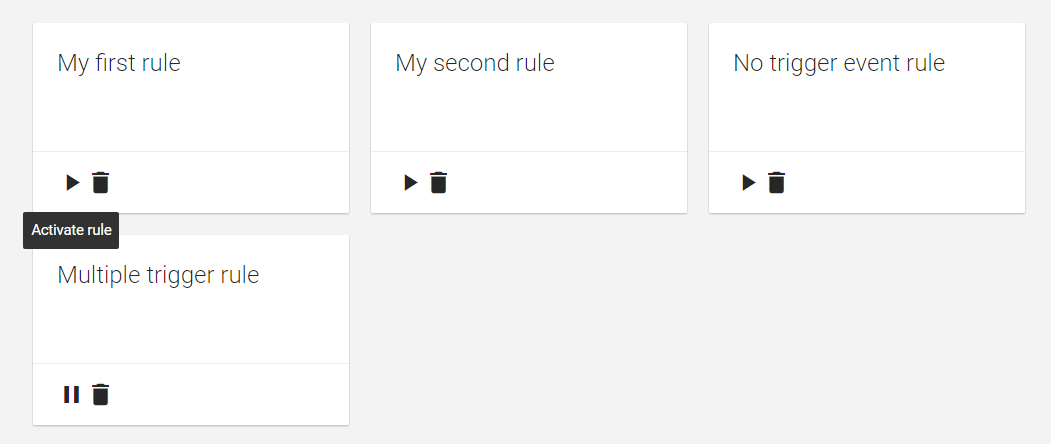 My first rule
My second rule
No trigger event rule
Activate rule
Multiple trigger rule